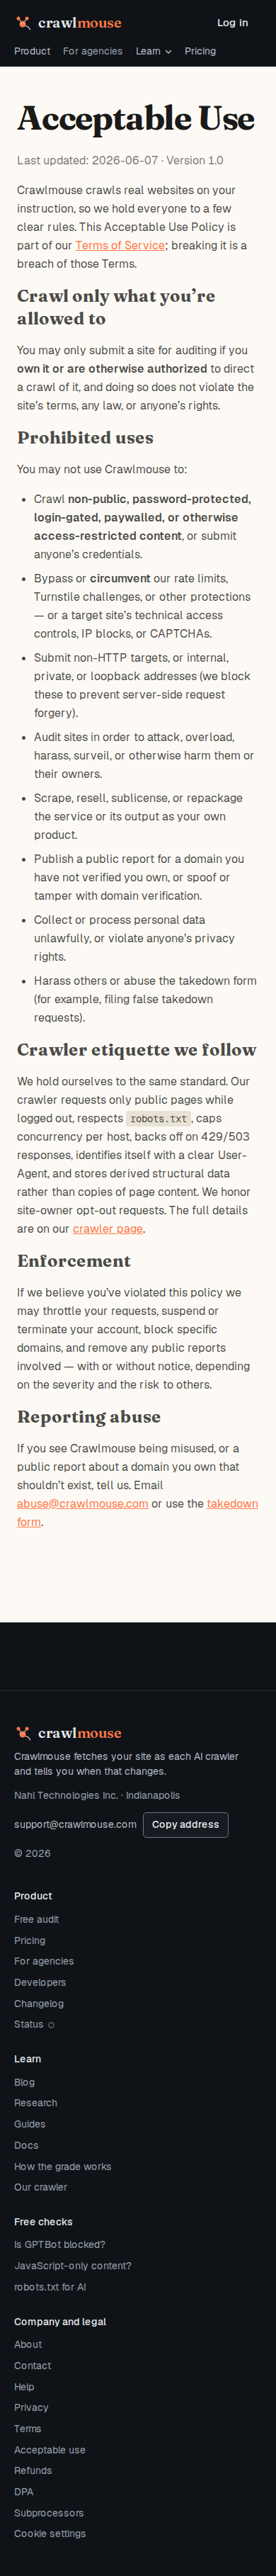 crawlmouse
Log in
Product For agencies Learn Pricing
Acceptable Use
Last updated: 2026-06-07 · Version 1.0
Crawlmouse crawls real websites on your
instruction, so we hold everyone to a few
clear rules. This Acceptable Use Policy is
part of our Terms of Service; breaking it is a
breach of those Terms.
Crawl only what you’re
allowed to
You may only submit a site for auditing if you
own it or are otherwise authorized to direct
a crawl of it, and doing so does not violate the
site’s terms, any law, or anyone’s rights.
Prohibited uses
You may not use Crawlmouse to:
• Crawl non-public, password-protected,
login-gated, paywalled, or otherwise
access-restricted content, or submit
anyone’s credentials.
• Bypass or circumvent our rate limits,
Turnstile challenges, or other protections
— or a target site’s technical access
controls, IP blocks, or CAPTCHAs.
• Submit non-HTTP targets, or internal,
private, or loopback addresses (we block
these to prevent server-side request
forgery).
• Audit sites in order to attack, overload,
harass, surveil, or otherwise harm them or
their owners.
• Scrape, resell, sublicense, or repackage
the service or its output as your own
product.
• Publish a public report for a domain you
have not verified you own, or spoof or
tamper with domain verification.
• Collect or process personal data
unlawfully, or violate anyone’s privacy
rights.
• Harass others or abuse the takedown form
(for example, filing false takedown
requests).
Crawler etiquette we follow
We hold ourselves to the same standard. Our
crawler requests only public pages while
logged out, respects robots.txt, caps
concurrency per host, backs off on 429/503
responses, identifies itself with a clear User-
Agent, and stores derived structural data
rather than copies of page content. We honor
site-owner opt-out requests. The full details
are on our crawler page.
Enforcement
If we believe you’ve violated this policy we
may throttle your requests, suspend or
terminate your account, block specific
domains, and remove any public reports
involved — with or without notice, depending
on the severity and the risk to others.
Reporting abuse
If you see Crawlmouse being misused, or a
public report about a domain you own that
shouldn’t exist, tell us. Email
abuse@crawlmouse.com or use the takedown
form.
crawlmouse
Crawlmouse fetches your site as each AI crawler
and tells you when that changes.
Nahl Technologies Inc. · Indianapolis
support@crawlmouse.com Copy address
© 2026
Product
Free audit
Pricing
For agencies
Developers
Changelog
Status
Learn
Blog
Research
Guides
Docs
How the grade works
Our crawler
Free checks
Is GPTBot blocked?
JavaScript-only content?
robots.txt for AI
Company and legal
About
Contact
Help
Privacy
Terms
Acceptable use
Refunds
DPA
Subprocessors
Cookie settings